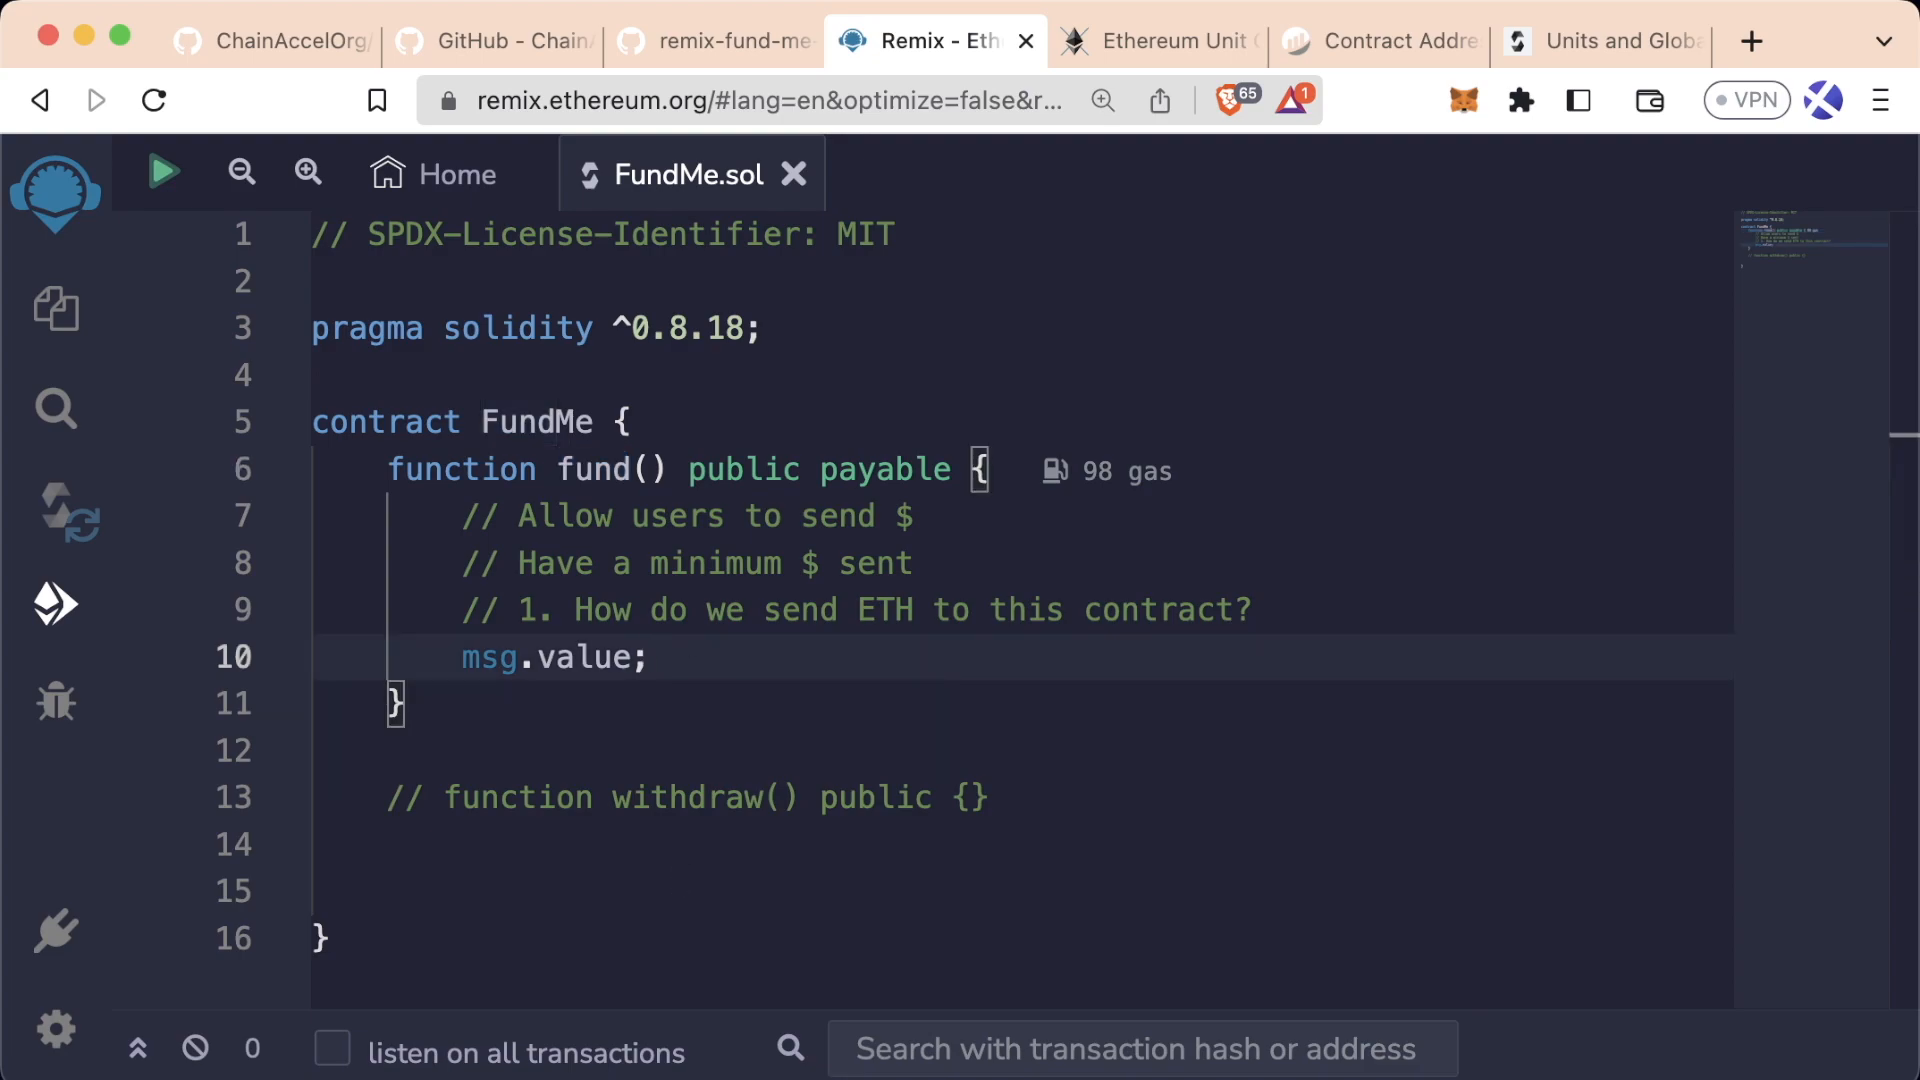 ChainAccelOrg/
GitHub - Chain
remix-fund-me
Remix - Eth
Ethereum Unit
Contract Addre
Units and Globa
remix.ethereum.org/#lang=en&optimize=false&r...
65
1
VPN
Home
FundMe.sol
1 // SPDX-License-Identifier: MIT
2
3 pragma solidity ^0.8.18;
4
5 contract FundMe {
6 function fund() public payable { 98 gas
7 // Allow users to send $
8 // Have a minimum $ sent
9 // 1. How do we send ETH to this contract?
10 msg.value;
11 }
12
13 // function withdraw() public {}
14
15
16 }
0 listen on all transactions Search with transaction hash or address